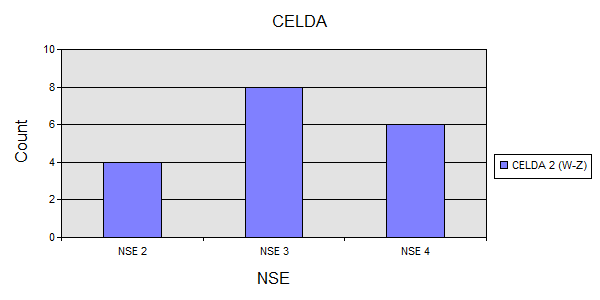 CELDA
10
8
6
4
2
0
Count
NSE 2
NSE 3
NSE 4
NSE
CELDA 2 (W-Z)